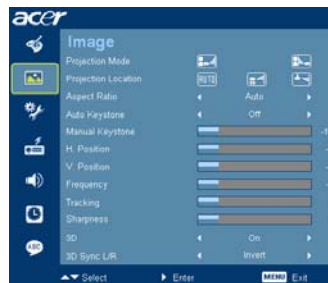 acer
Image
Projection Mode
Projection Location AUTO
Aspect Ratio Auto
Auto Keystone Off
Manual Keystone
H. Position
V. Position
Frequency
Tracking
Sharpness
3D On
3D Sync L/R Invert
ABC
Select Enter MENU Exit